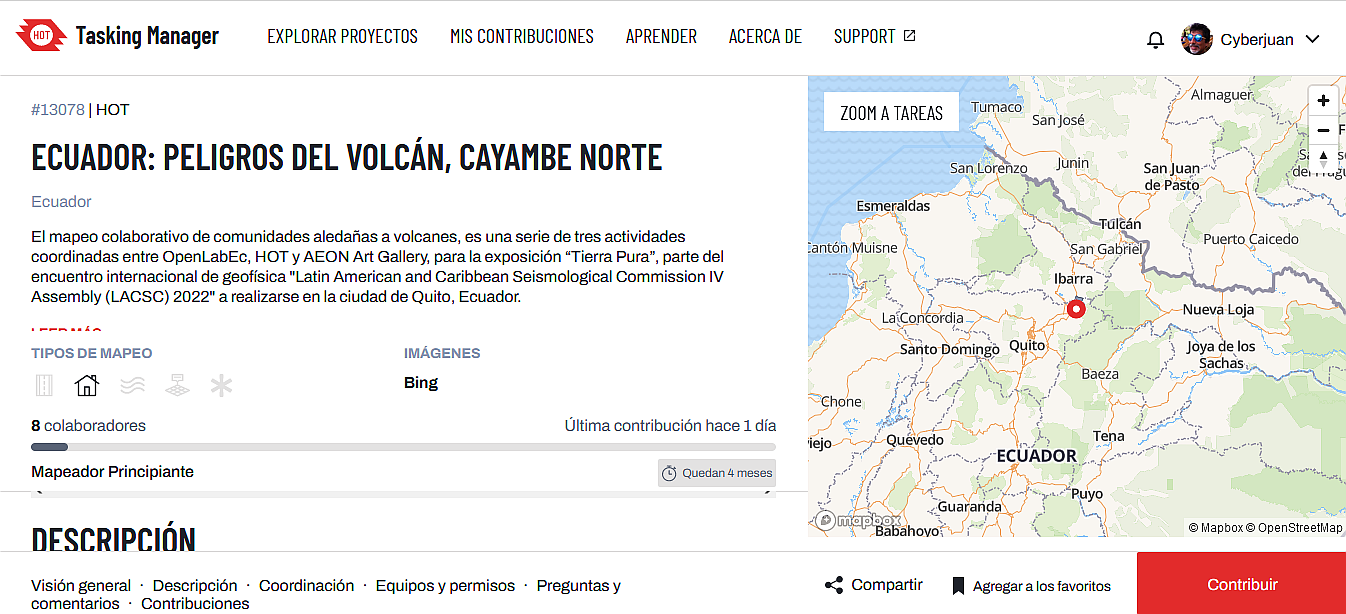 HOT Tasking Manager EXPLORAR PROYECTOS MIS CONTRIBUCIONES APRENDER ACERCA DE SUPPORT Cyberjuan
#13078 | HOT
ECUADOR: PELIGROS DEL VOLCÁN, CAYAMBE NORTE
Ecuador
El mapeo colaborativo de comunidades aledañas a volcanes, es una serie de tres actividades
coordinadas entre OpenLabEc, HOT y AEON Art Gallery, para la exposición “Tierra Pura”, parte del
encuentro internacional de geofísica "Latin American and Caribbean Seismological Commission IV
Assembly (LACSC) 2022" a realizarse en la ciudad de Quito, Ecuador.
LEER MÁS
TIPOS DE MAPEO IMÁGENES
Bing
8 colaboradores Última contribución hace 1 día
Mapeador Principiante Quedan 4 meses
DESCRIPCIÓN
ZOOM A TAREAS
Almaguer
Tumaco
San José
San Lorenzo
Junin
San Juan
de Pasto
Esmeraldas
Tulcán
Cantón Muisne
San Gabriel
Puerto Caicedo
Ibarra
La Concordia
Nueva Loja
Santo Domingo
Quito
Joya de los
Sachas
Baeza
Chone
Quevedo
Tena
ECUADOR
Puyo
Guaranda
Babahoyo
mapbox
© Mapbox © OpenStreetMap
Visión general · Descripción · Coordinación · Equipos y permisos · Preguntas y
comentarios · Contribuciones
Compartir Agregar a los favoritos Contribuir